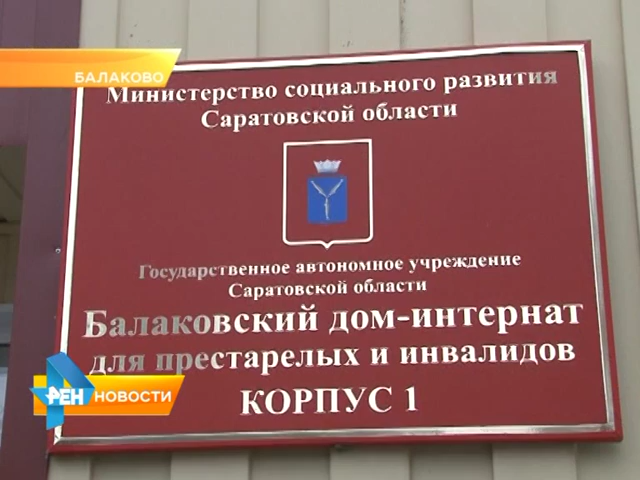 БАЛАКОВО
Министерство социального развития
Саратовской области
Государственное автономное учреждение
Саратовской области
Балаковский дом-интернат
для престарелых и инвалидов
КОРПУС 1
РЕН НОВОСТИ